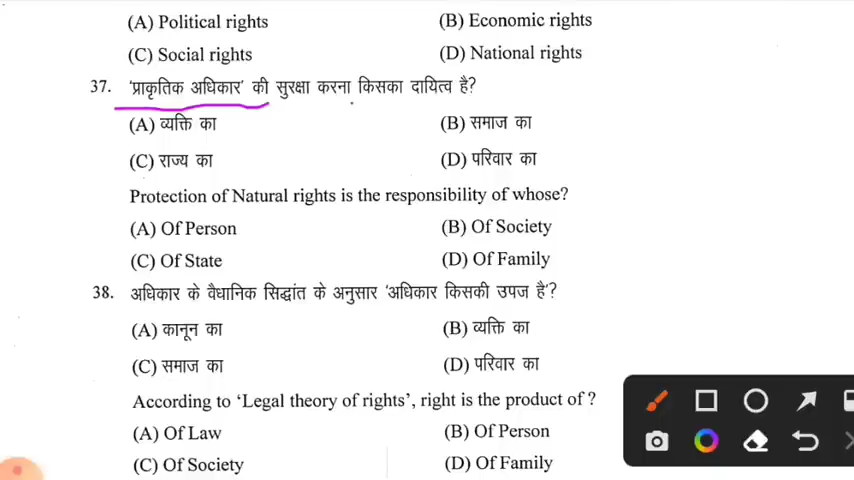 (A) Political rights (B) Economic rights
(C) Social rights (D) National rights
37. 'प्राकृतिक अधिकार' की सुरक्षा करना किसका दायित्व है?
(A) व्यक्ति का (B) समाज का
(C) राज्य का (D) परिवार का
Protection of Natural rights is the responsibility of whose?
(A) Of Person (B) Of Society
(C) Of State (D) Of Family
38. अधिकार के वैधानिक सिद्धांत के अनुसार 'अधिकार किसकी उपज है'?
(A) कानून का (B) व्यक्ति का
(C) समाज का (D) परिवार का
According to 'Legal theory of rights', right is the product of ?
(A) Of Law (B) Of Person
(C) Of Society (D) Of Family